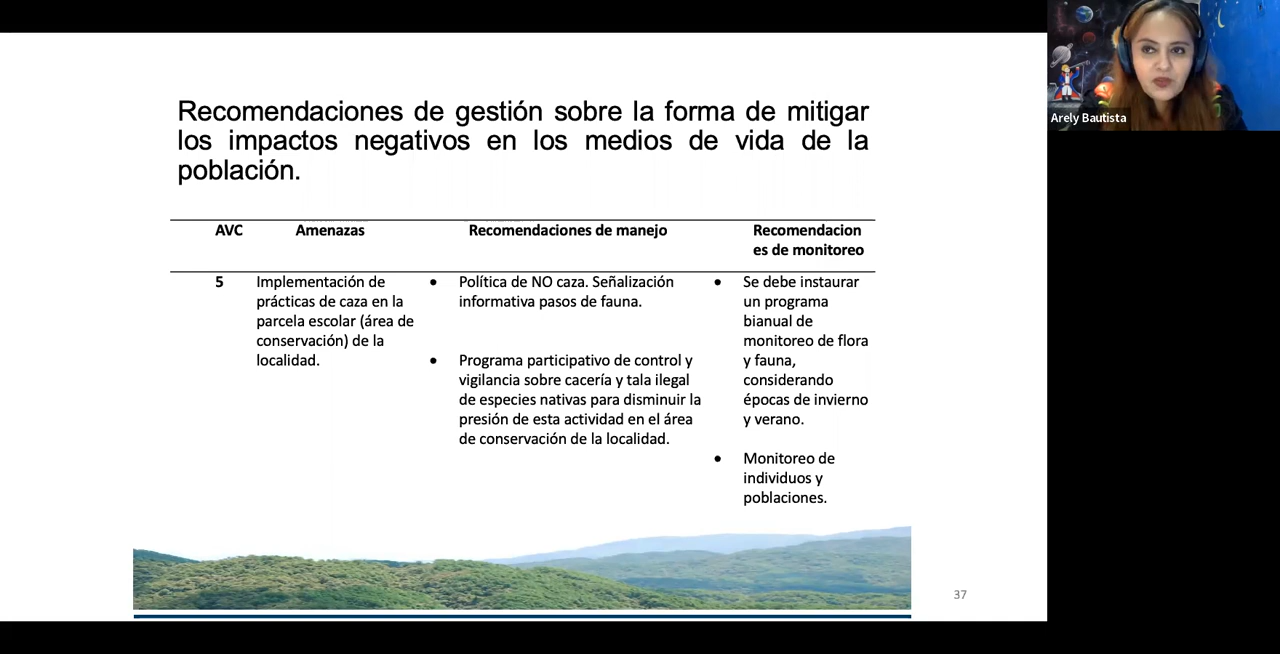 Recomendaciones de gestión sobre la forma de mitigar
los impactos negativos en los medios de vida de la
población.
AVC
Amenazas
Recomendaciones de manejo
Recomendacion
es de monitoreo
5
Implementación de
prácticas de caza en la
parcela escolar (área de
conservación) de la
localidad.
• Política de NO caza. Señalización
informativa pasos de fauna.
• Programa participativo de control y
vigilancia sobre cacería y tala ilegal
de especies nativas para disminuir la
presión de esta actividad en el área
de conservación de la localidad.
• Se debe instaurar
un programa
bianual de
monitoreo de flora
y fauna,
considerando
épocas de invierno
y verano.
• Monitoreo de
individuos y
poblaciones.
37
Arely Bautista